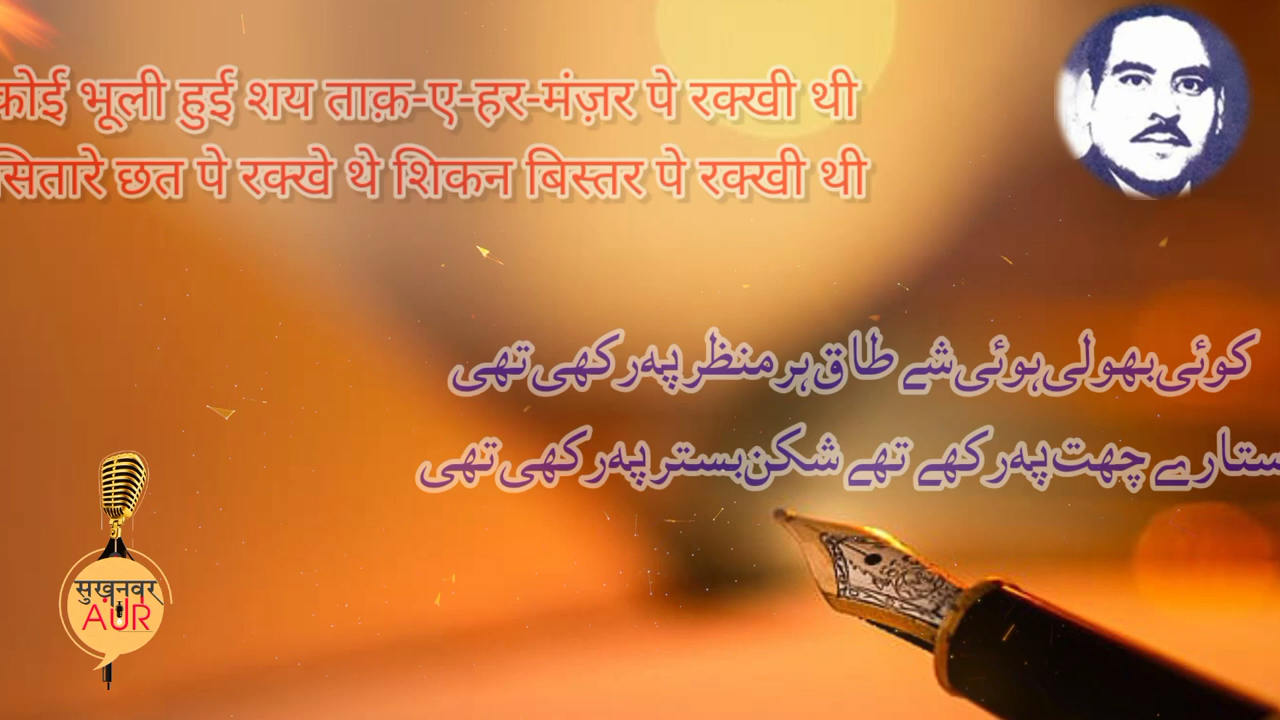 कोई भूली हुई शय ताक़-ए-हर-मंज़र पे रक्खी थी
सितारे छत पे रक्खे थे शिकन बिस्तर पे रक्खी थी
کوئی بھولی ہوئی شے طاق ہر منظر پہ رکھی تھی
ستارے چھت پہ رکھے تھے شکن بستر پہ رکھی تھی
सुख़नवर
AUR